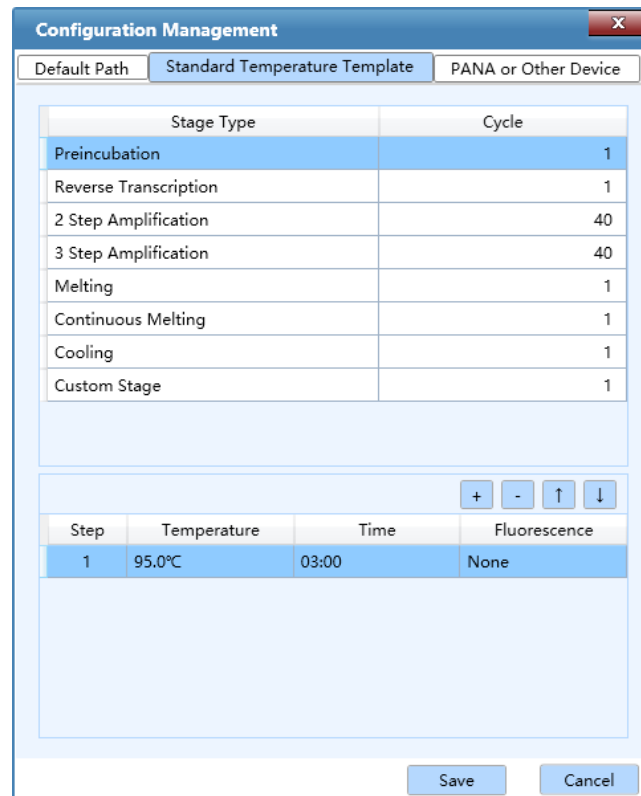 Configuration Management
x
Default Path Standard Temperature Template PANA or Other Device
Stage Type Cycle
Preincubation 1
Reverse Transcription 1
2 Step Amplification 40
3 Step Amplification 40
Melting 1
Continuous Melting 1
Cooling 1
Custom Stage 1
+ - ↑ ↓
Step Temperature Time Fluorescence
1 95.0℃ 03:00 None
Save Cancel